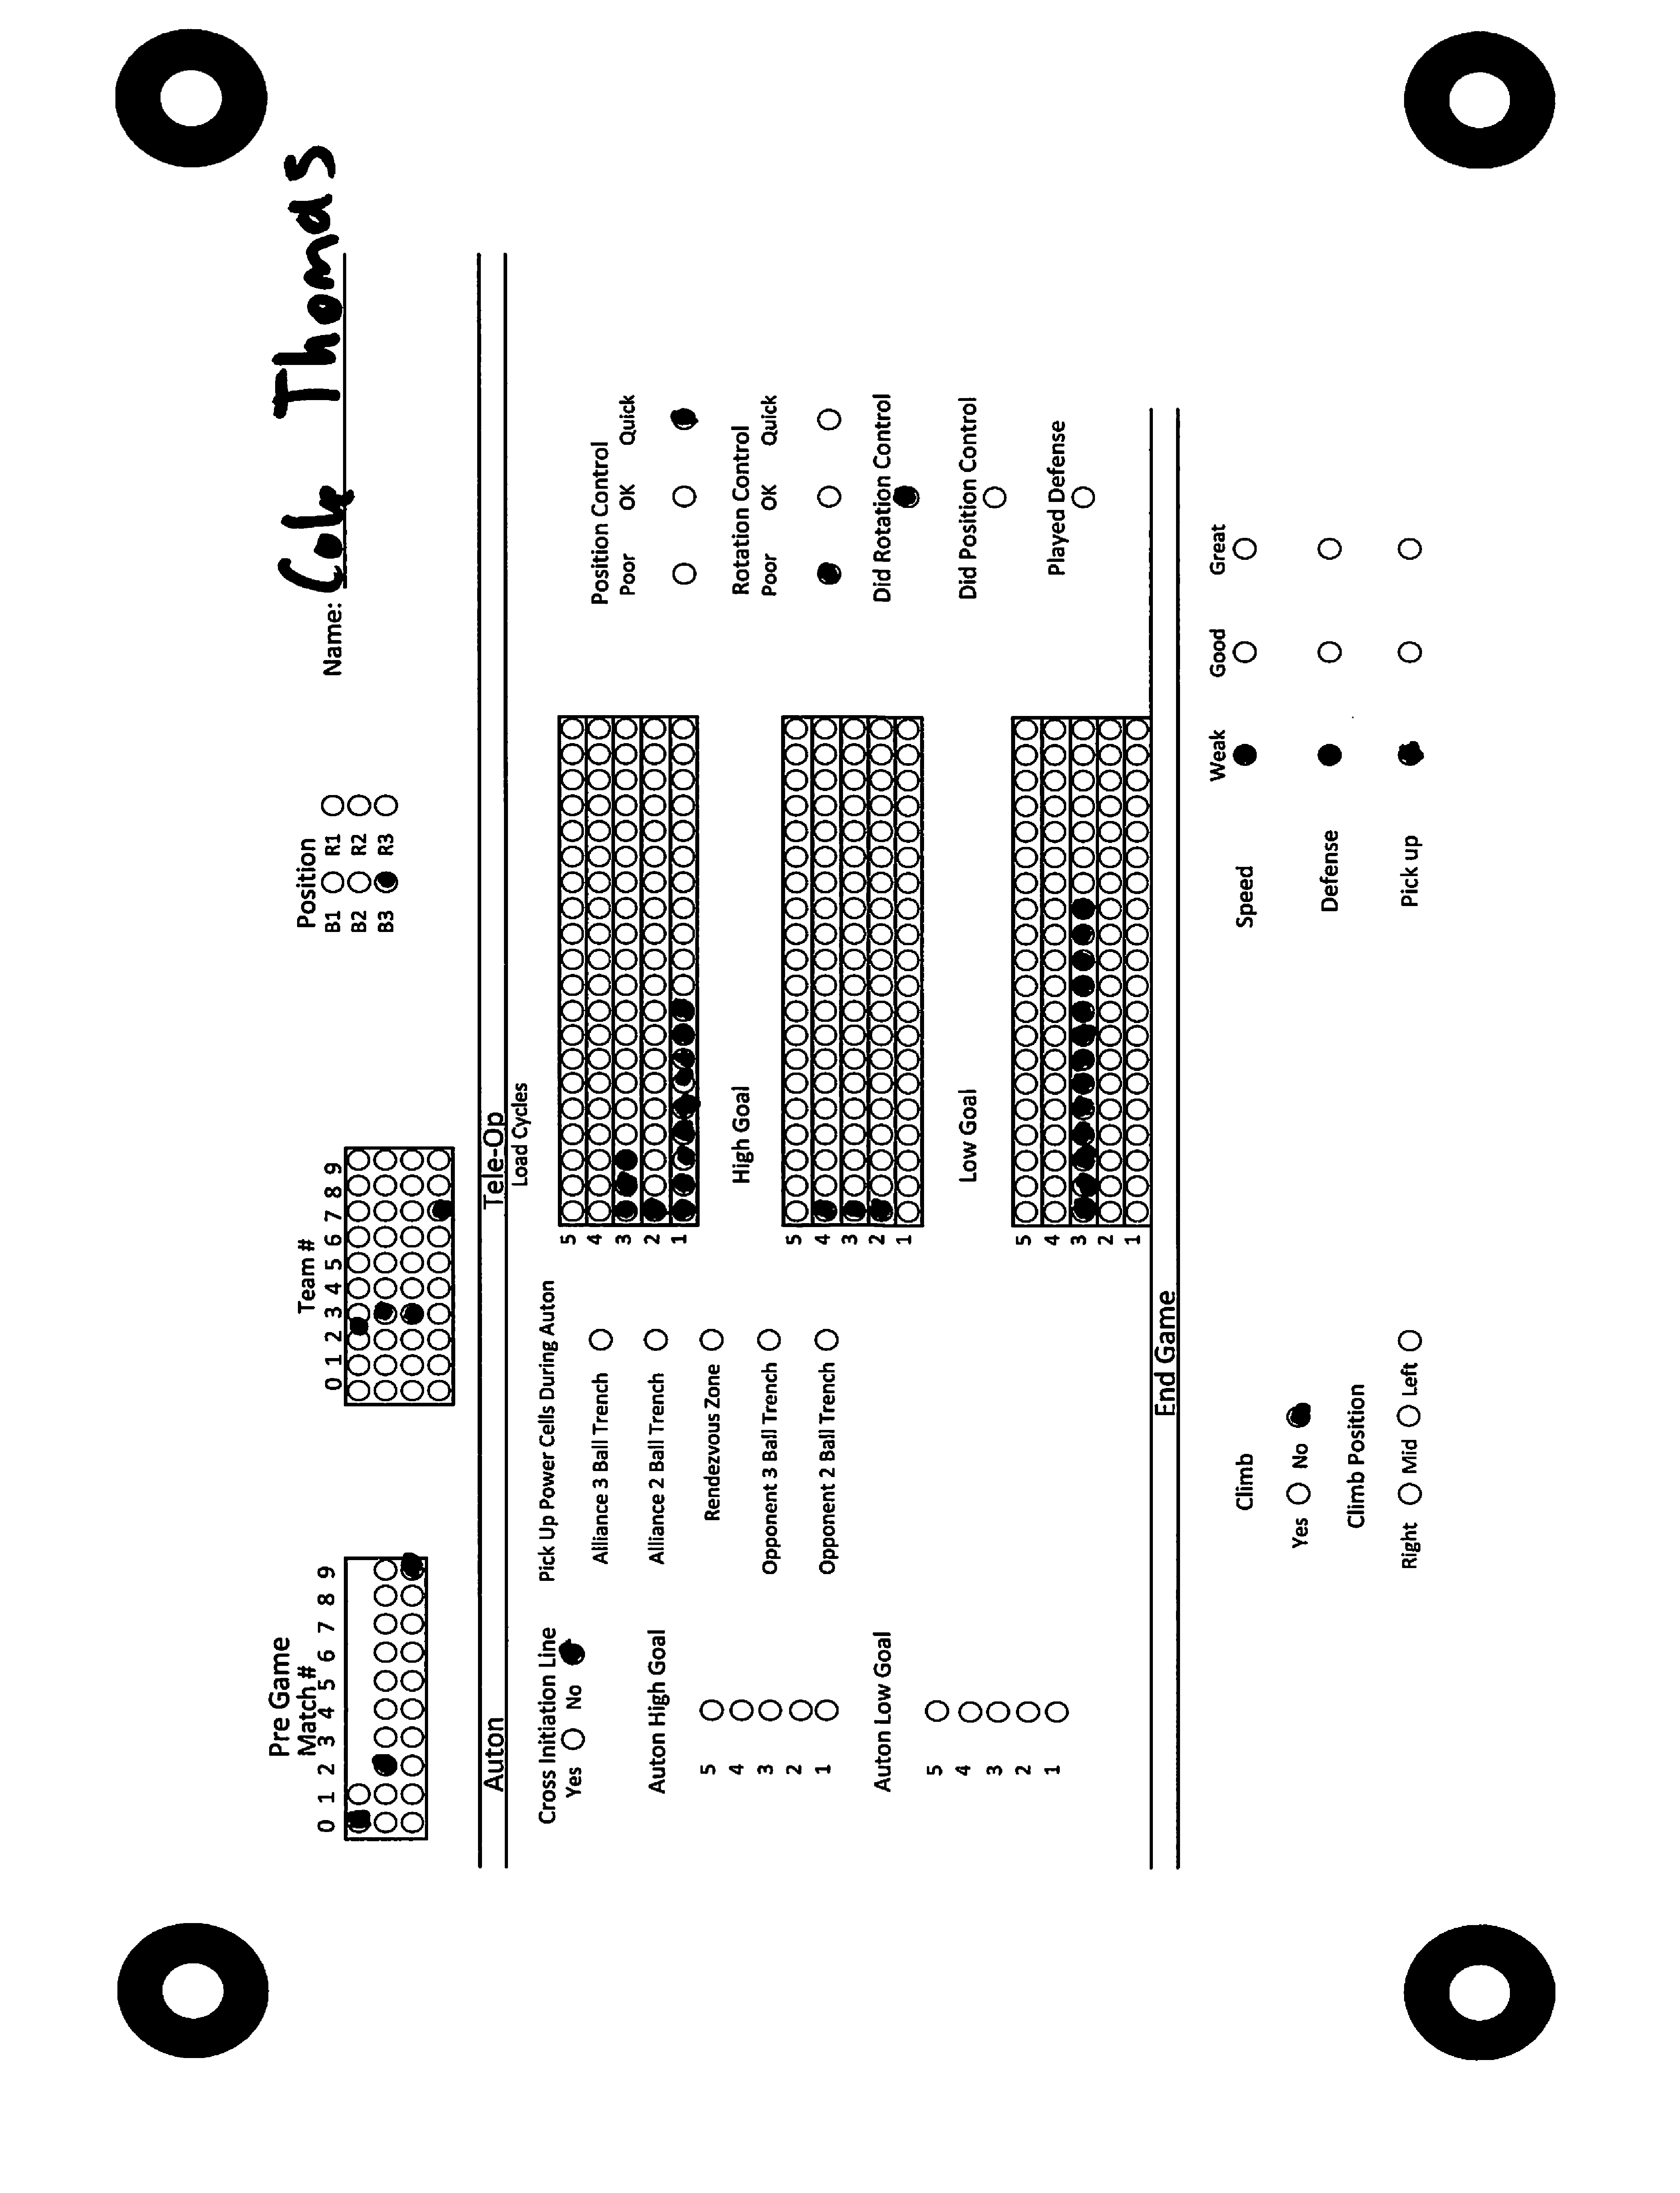 Name: Cole Thomas
Pre Game
Match #
0 1 2 3 4 5 6 7 8 9
Team #
0 1 2 3 4 5 6 7 8 9
Position
B1 R1
B2 R2
B3 R3
Auton
Tele-Op
Cross Initiation Line
Yes No
Auton High Goal
5
4
3
2
1
Auton Low Goal
5
4
3
2
1
Pick Up Power Cells During Auton
Alliance 3 Ball Trench
Alliance 2 Ball Trench
Rendezvous Zone
Opponent 3 Ball Trench
Opponent 2 Ball Trench
Load Cycles
5
4
3
2
1
High Goal
5
4
3
2
1
Low Goal
5
4
3
2
1
Position Control
Poor OK Quick
Rotation Control
Poor OK Quick
Did Rotation Control
Did Position Control
Played Defense
End Game
Climb
Yes No
Climb Position
Right Mid Left
Weak Good Great
Speed
Defense
Pick up